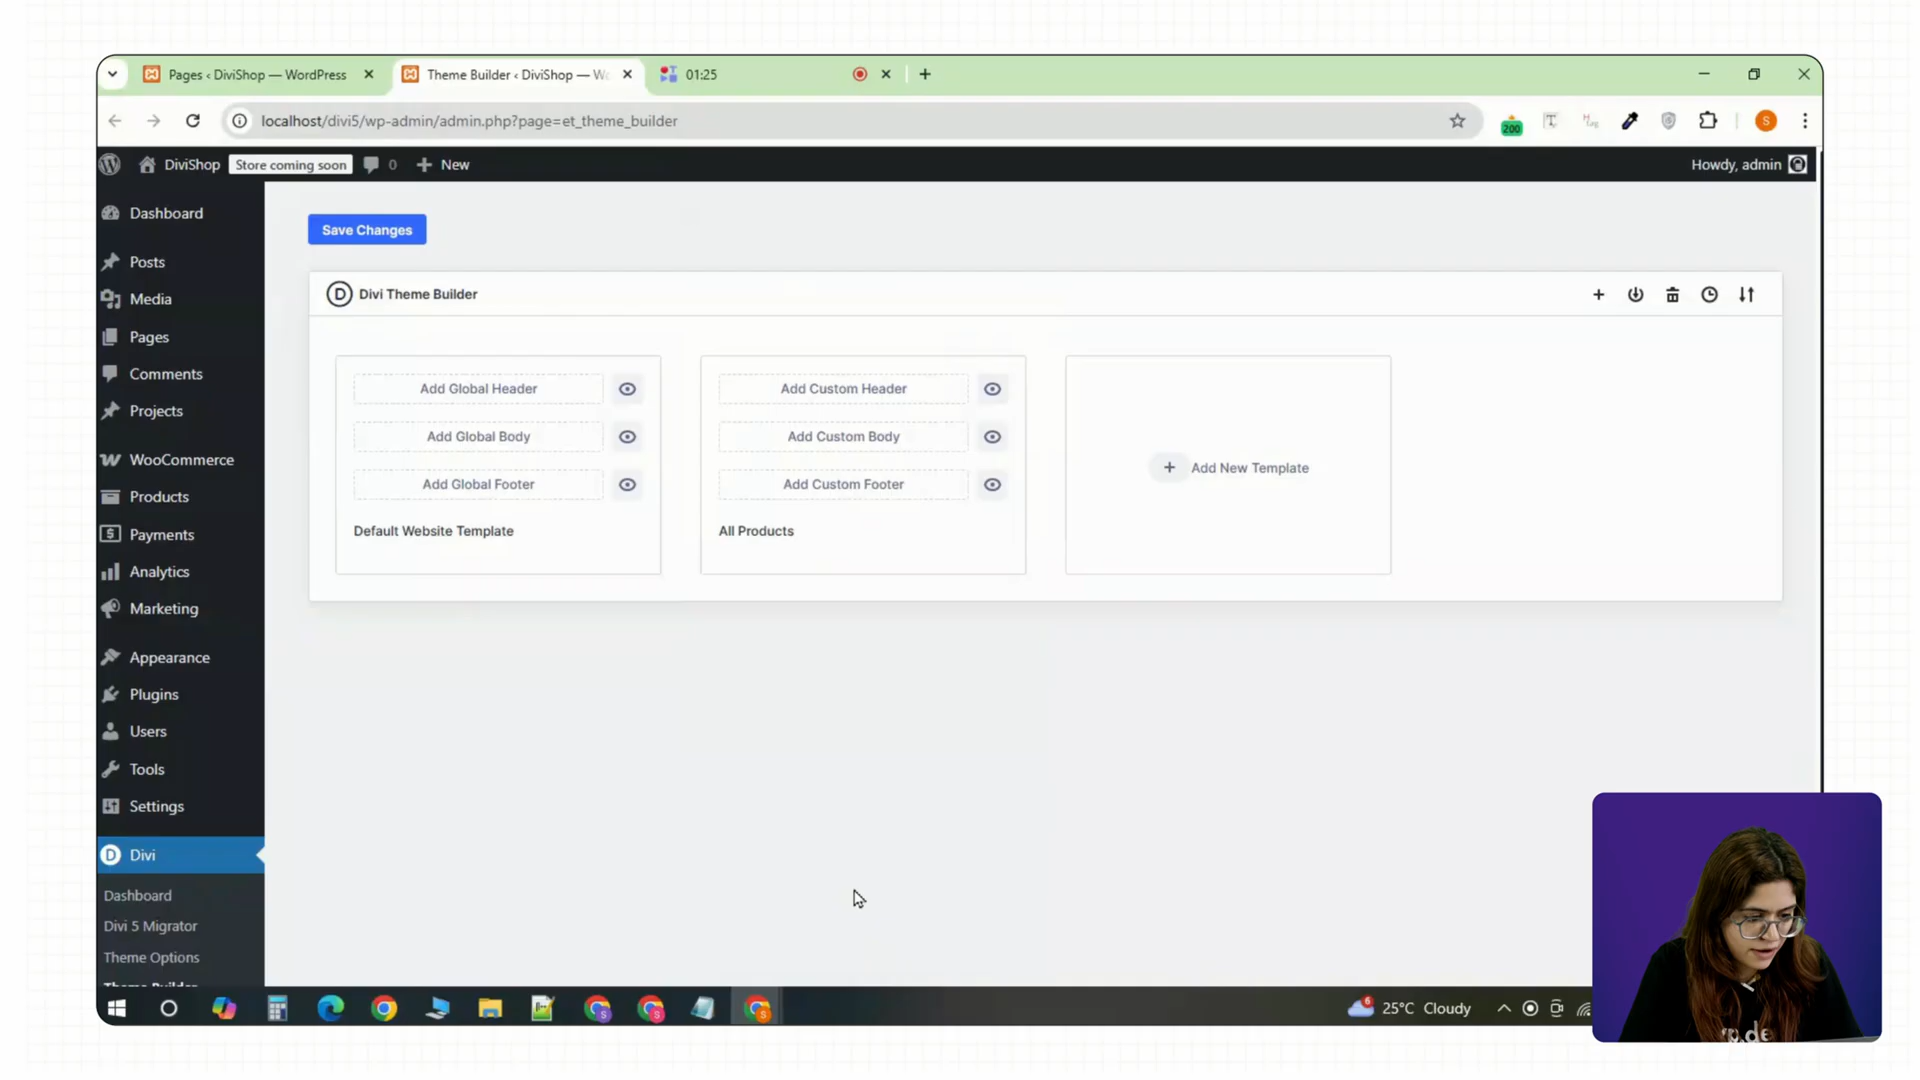 Pages ‹ DiviShop — WordPress
Theme Builder ‹ DiviShop — Wo
01:25
localhost/divi5/wp-admin/admin.php?page=et_theme_builder
200
S
DiviShop
Store coming soon
0
New
Howdy, admin
Dashboard
Posts
Media
Pages
Comments
Projects
WooCommerce
Products
Payments
Analytics
Marketing
Appearance
Plugins
Users
Tools
Settings
Divi
Dashboard
Divi 5 Migrator
Theme Options
Theme Builder
Save Changes
D
Divi Theme Builder
Add Global Header
Add Global Body
Add Global Footer
Default Website Template
Add Custom Header
Add Custom Body
Add Custom Footer
All Products
Add New Template
25°C Cloudy